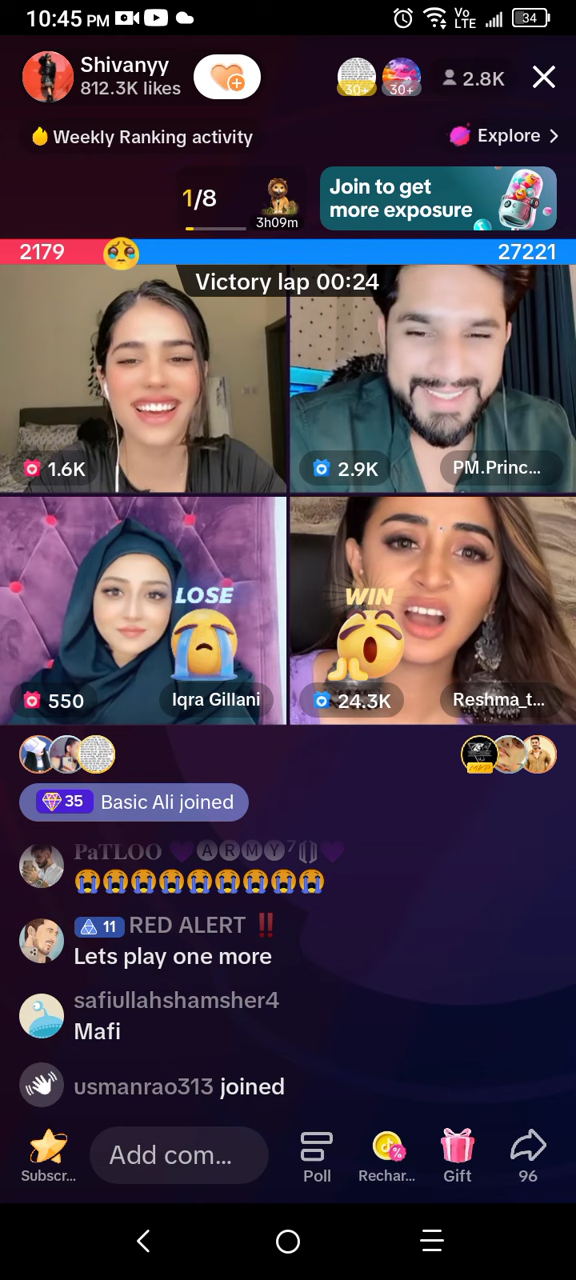 10:45 PM
Vo
LTE
34
Shivanyy
812.3K likes
30+
30+
2.8K
Weekly Ranking activity
Explore >
1/8
3h09m
Join to get
more exposure
2179
27221
Victory lap 00:24
1.6K
2.9K
PM.Princ...
LOSE
WIN
550
Iqra Gillani
24.3K
Reshma_t...
35 Basic Ali joined
PaTLOO 💜🅐🅡🅜🅨⁷💜
😭😭😭😭😭😭😭😭😭
11 RED ALERT ‼️
Lets play one more
safiullahshamsher4
Mafi
usmanrao313 joined
Add com...
Subscr...
Poll
Rechar...
Gift
96